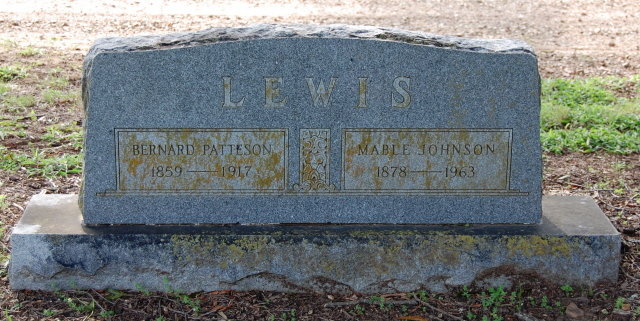 LEWIS
BERNARD PATTESON
1859 — 1917
MABLE JOHNSON
1878 — 1963